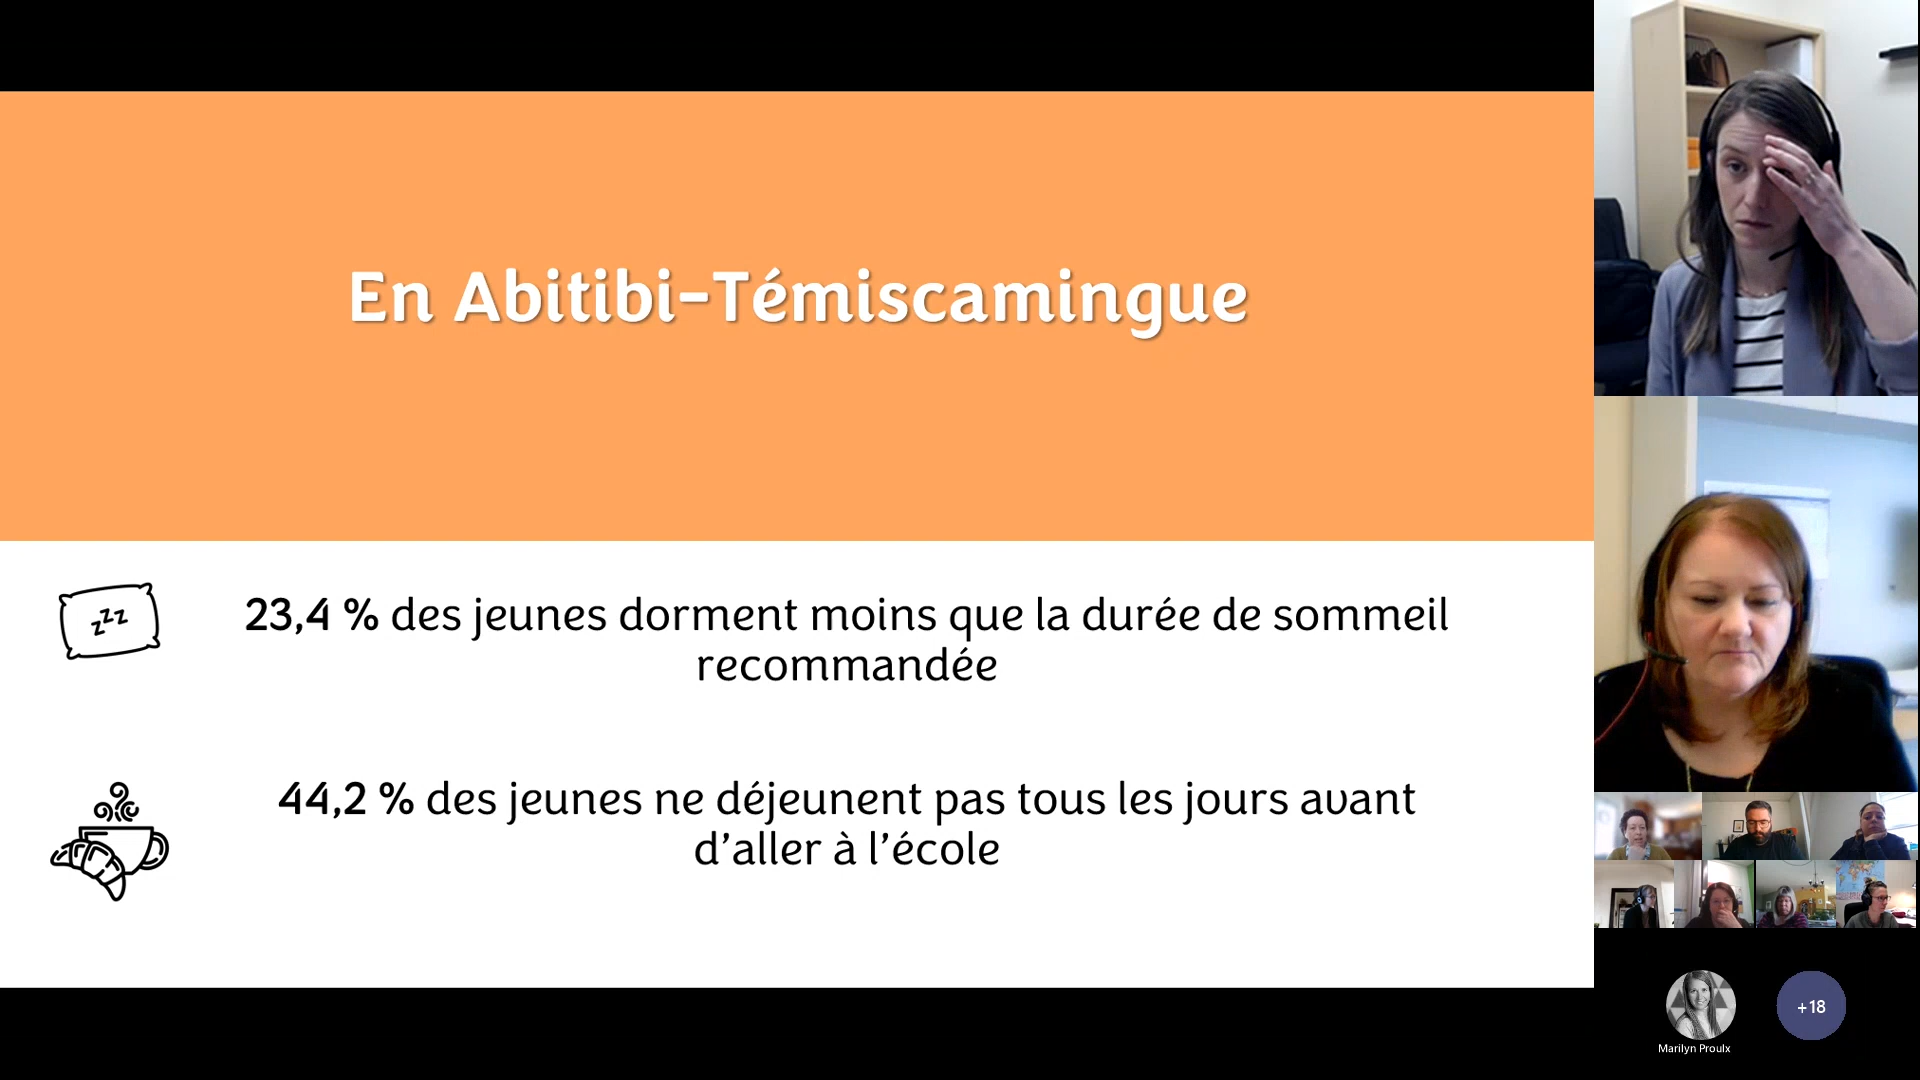 En Abitibi-Témiscamingue
zzz
23,4 % des jeunes dorment moins que la durée de sommeil
recommandée
44,2 % des jeunes ne déjeunent pas tous les jours avant
d’aller à l’école
+18
Marilyn Proulx